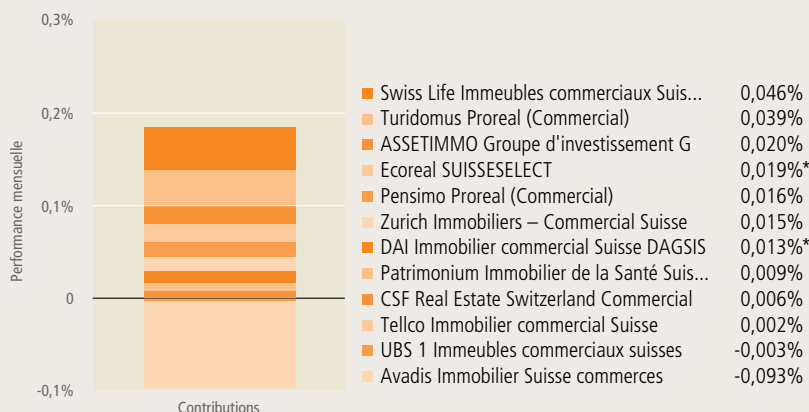 0,3%
0,2%
0,1%
0
-0,1%
Performance mensuelle
Contributions
Swiss Life Immeubles commerciaux Suis... 0,046%
Turidomus Proreal (Commercial) 0,039%
ASSETIMMO Groupe d'investissement G 0,020%
Ecoreal SUISSESELECT 0,019%*
Pensimo Proreal (Commercial) 0,016%
Zurich Immobiliers – Commercial Suisse 0,015%
DAI Immobilier commercial Suisse DAGSIS 0,013%*
Patrimonium Immobilier de la Santé Suis... 0,009%
CSF Real Estate Switzerland Commercial 0,006%
Tellco Immobilier commercial Suisse 0,002%
UBS 1 Immeubles commerciaux suisses -0,003%
Avadis Immobilier Suisse commerces -0,093%